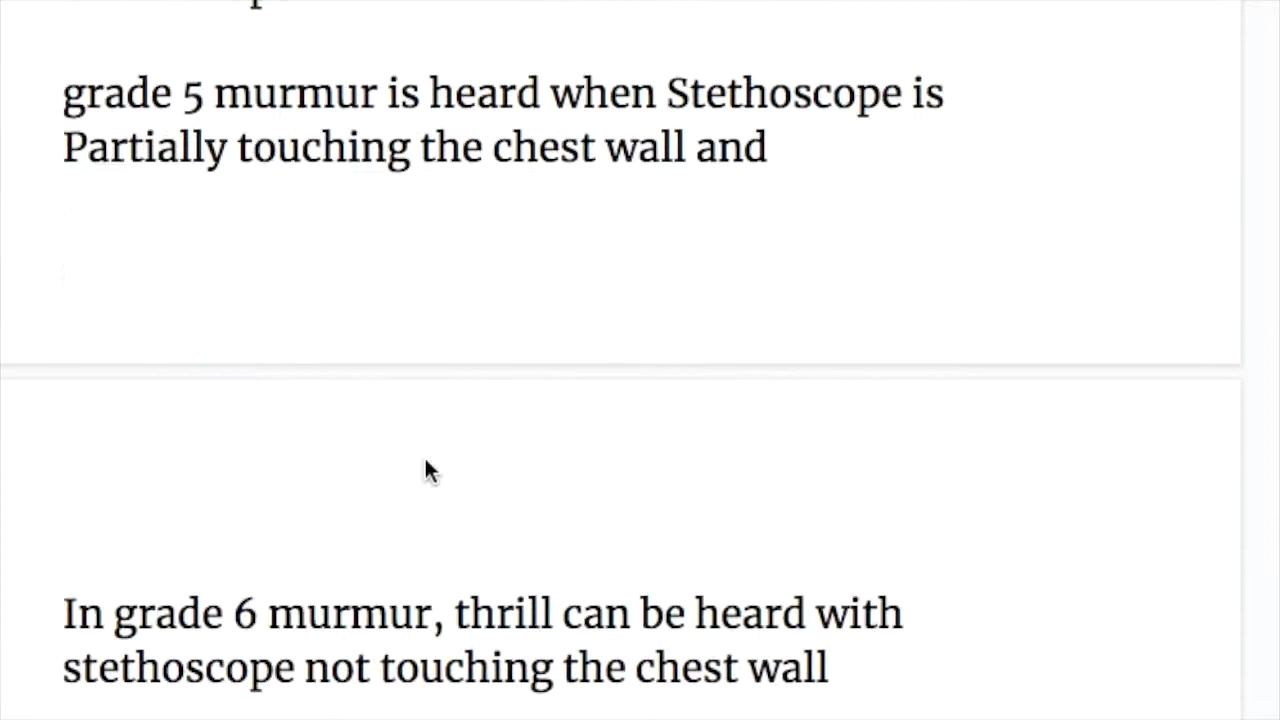 grade 5 murmur is heard when Stethoscope is
Partially touching the chest wall and
In grade 6 murmur, thrill can be heard with
stethoscope not touching the chest wall